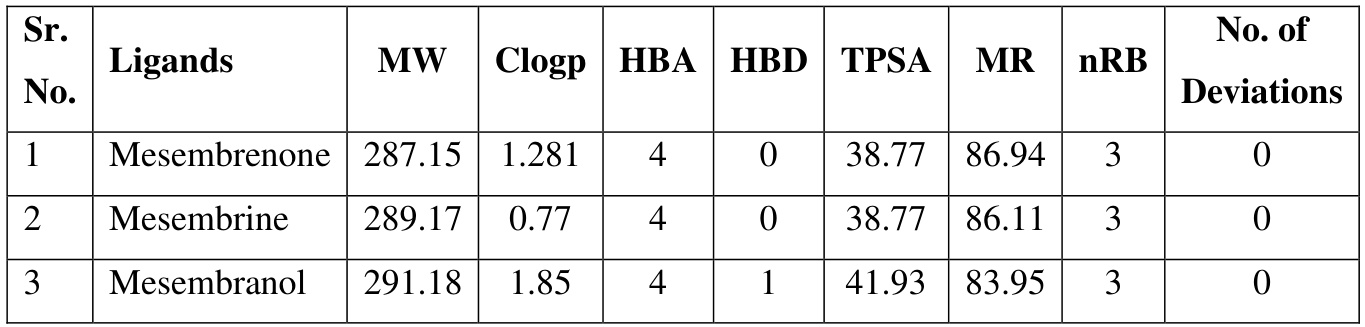 Sr. No. Ligands MW Clogp HBA HBD TPSA MR nRB No. of Deviations
1 Mesembrenone 287.15 1.281 4 0 38.77 86.94 3 0
2 Mesembrine 289.17 0.77 4 0 38.77 86.11 3 0
3 Mesembranol 291.18 1.85 4 1 41.93 83.95 3 0